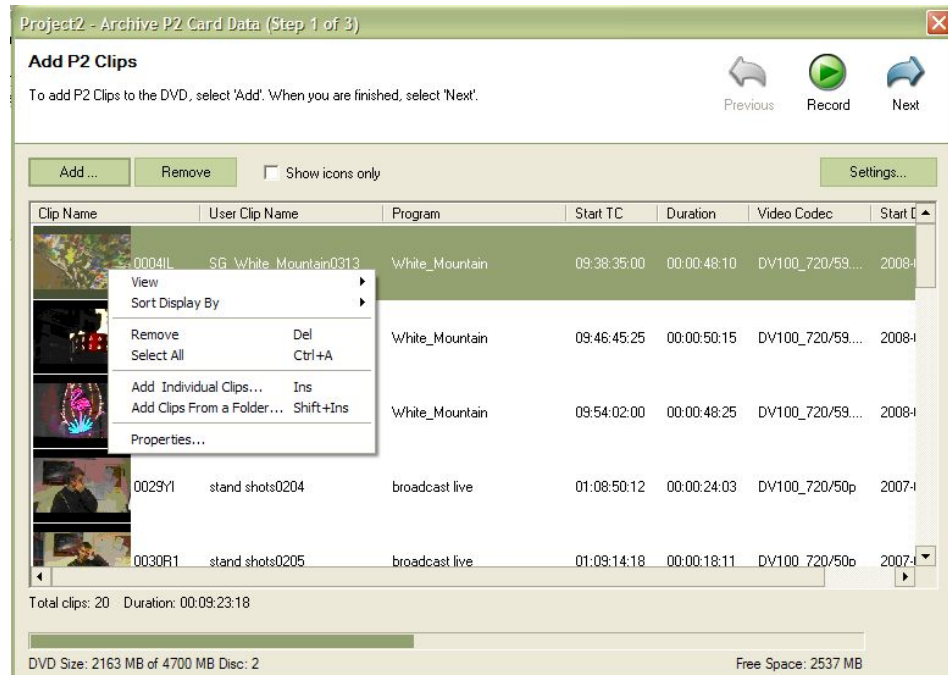 Project2 - Archive P2 Card Data (Step 1 of 3)
Add P2 Clips
To add P2 Clips to the DVD, select 'Add'. When you are finished, select 'Next'.
Previous Record Next
Add ... Remove Show icons only Settings...
Clip Name User Clip Name Program Start TC Duration Video Codec Start D
0004IL SG_White_Mountain0313 White_Mountain 09:38:35:00 00:00:48:10 DV100_720/59.... 2008-
View
Sort Display By
Remove Del
Select All Ctrl+A
Add Individual Clips... Ins
Add Clips From a Folder... Shift+Ins
Properties...
White_Mountain 09:46:45:25 00:00:50:15 DV100_720/59.... 2008-
White_Mountain 09:54:02:00 00:00:48:25 DV100_720/59.... 2008-
0029YI stand shots0204 broadcast live 01:08:50:12 00:00:24:03 DV100_720/50p 2007-
0030R1 stand shots0205 broadcast live 01:09:14:18 00:00:18:11 DV100_720/50p 2007-
Total clips: 20 Duration: 00:09:23:18
DVD Size: 2163 MB of 4700 MB Disc: 2 Free Space: 2537 MB